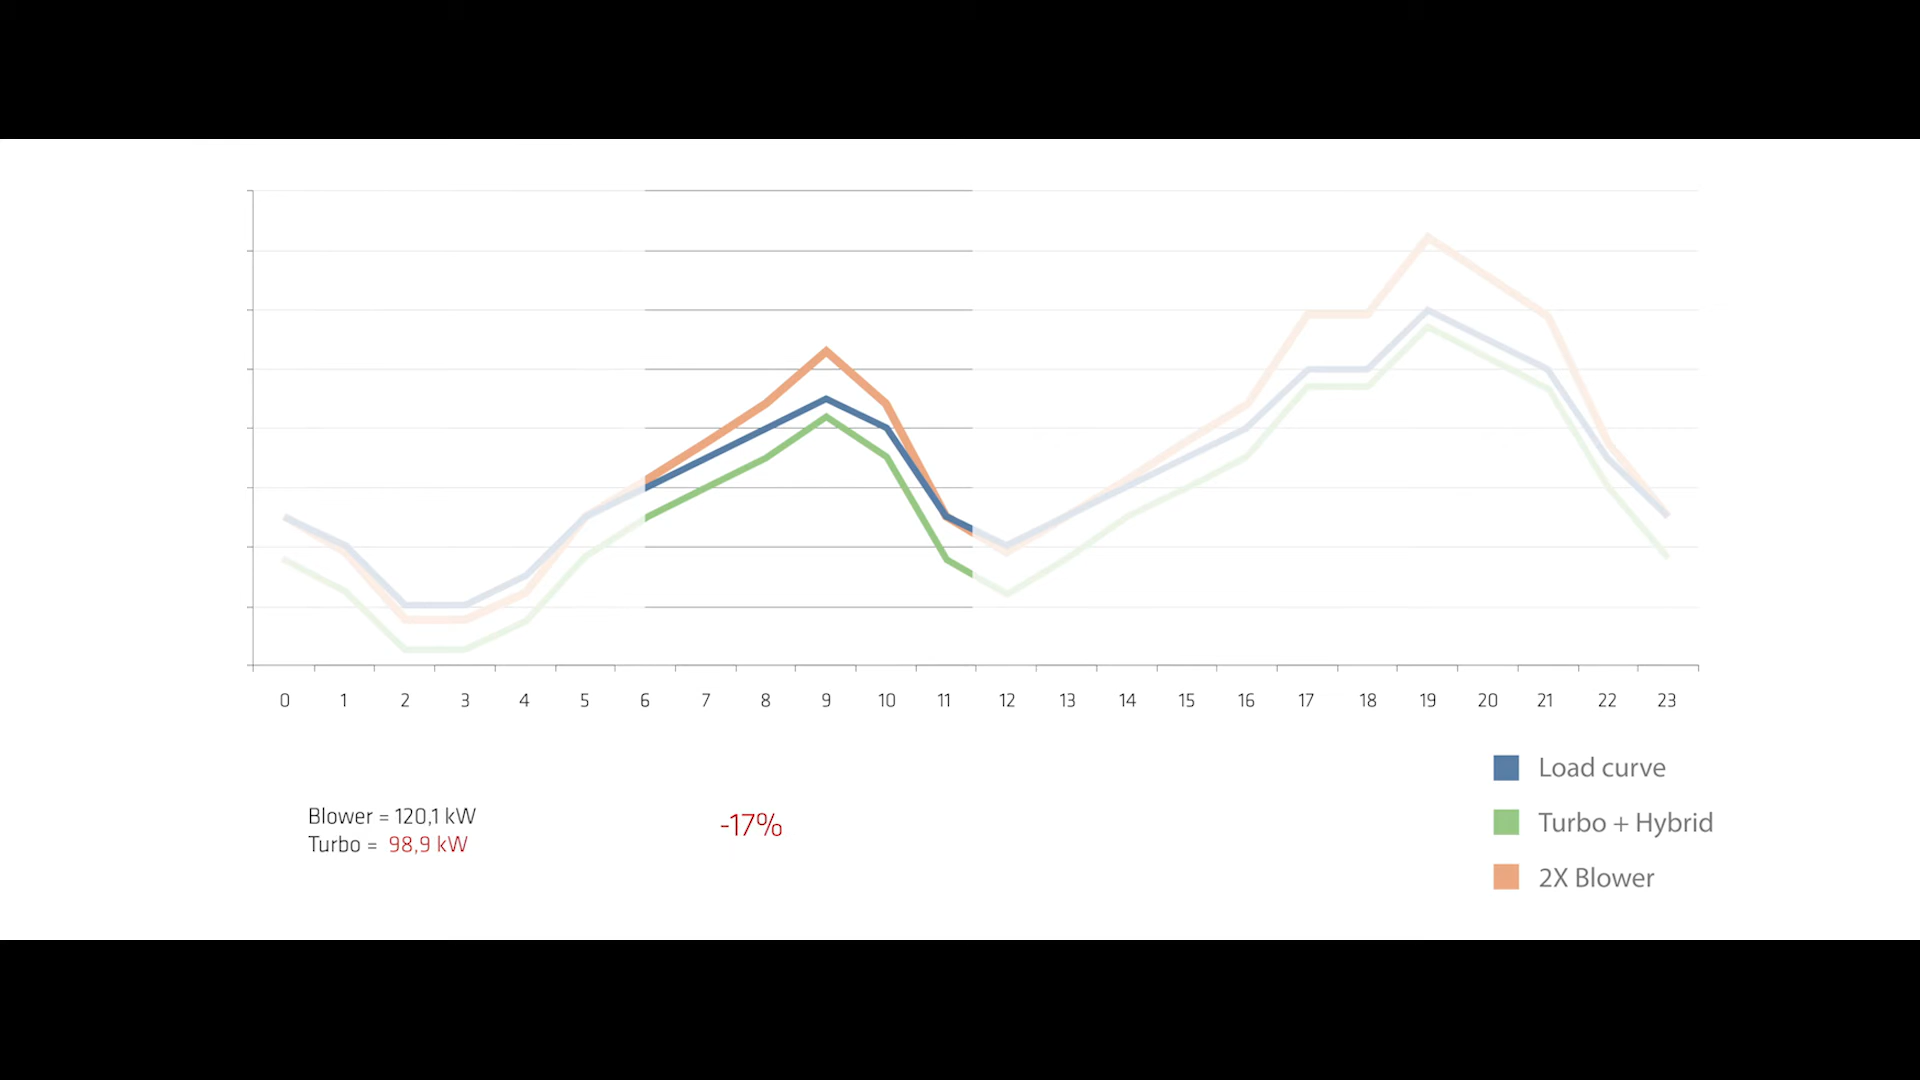 0 1 2 3 4 5 6 7 8 9 10 11 12 13 14 15 16 17 18 19 20 21 22 23
Load curve
Turbo + Hybrid
2X Blower
Blower = 120,1 kW
Turbo = 98,9 kW
-17%